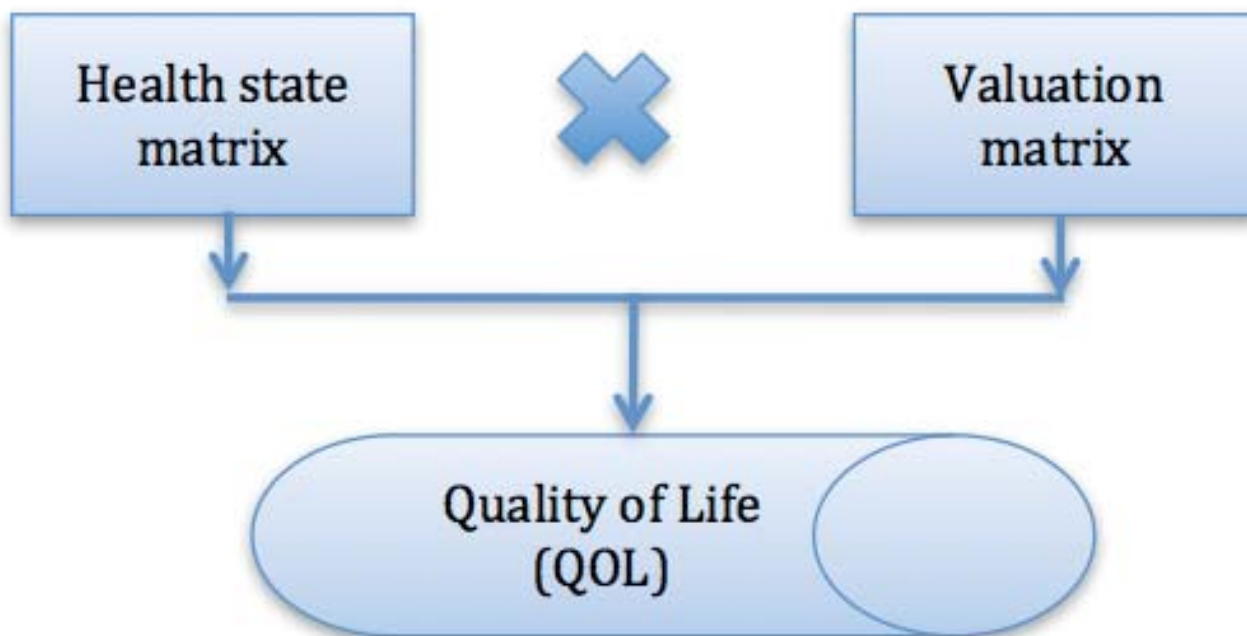 Health state
matrix
Valuation
matrix
Quality of Life
(QOL)